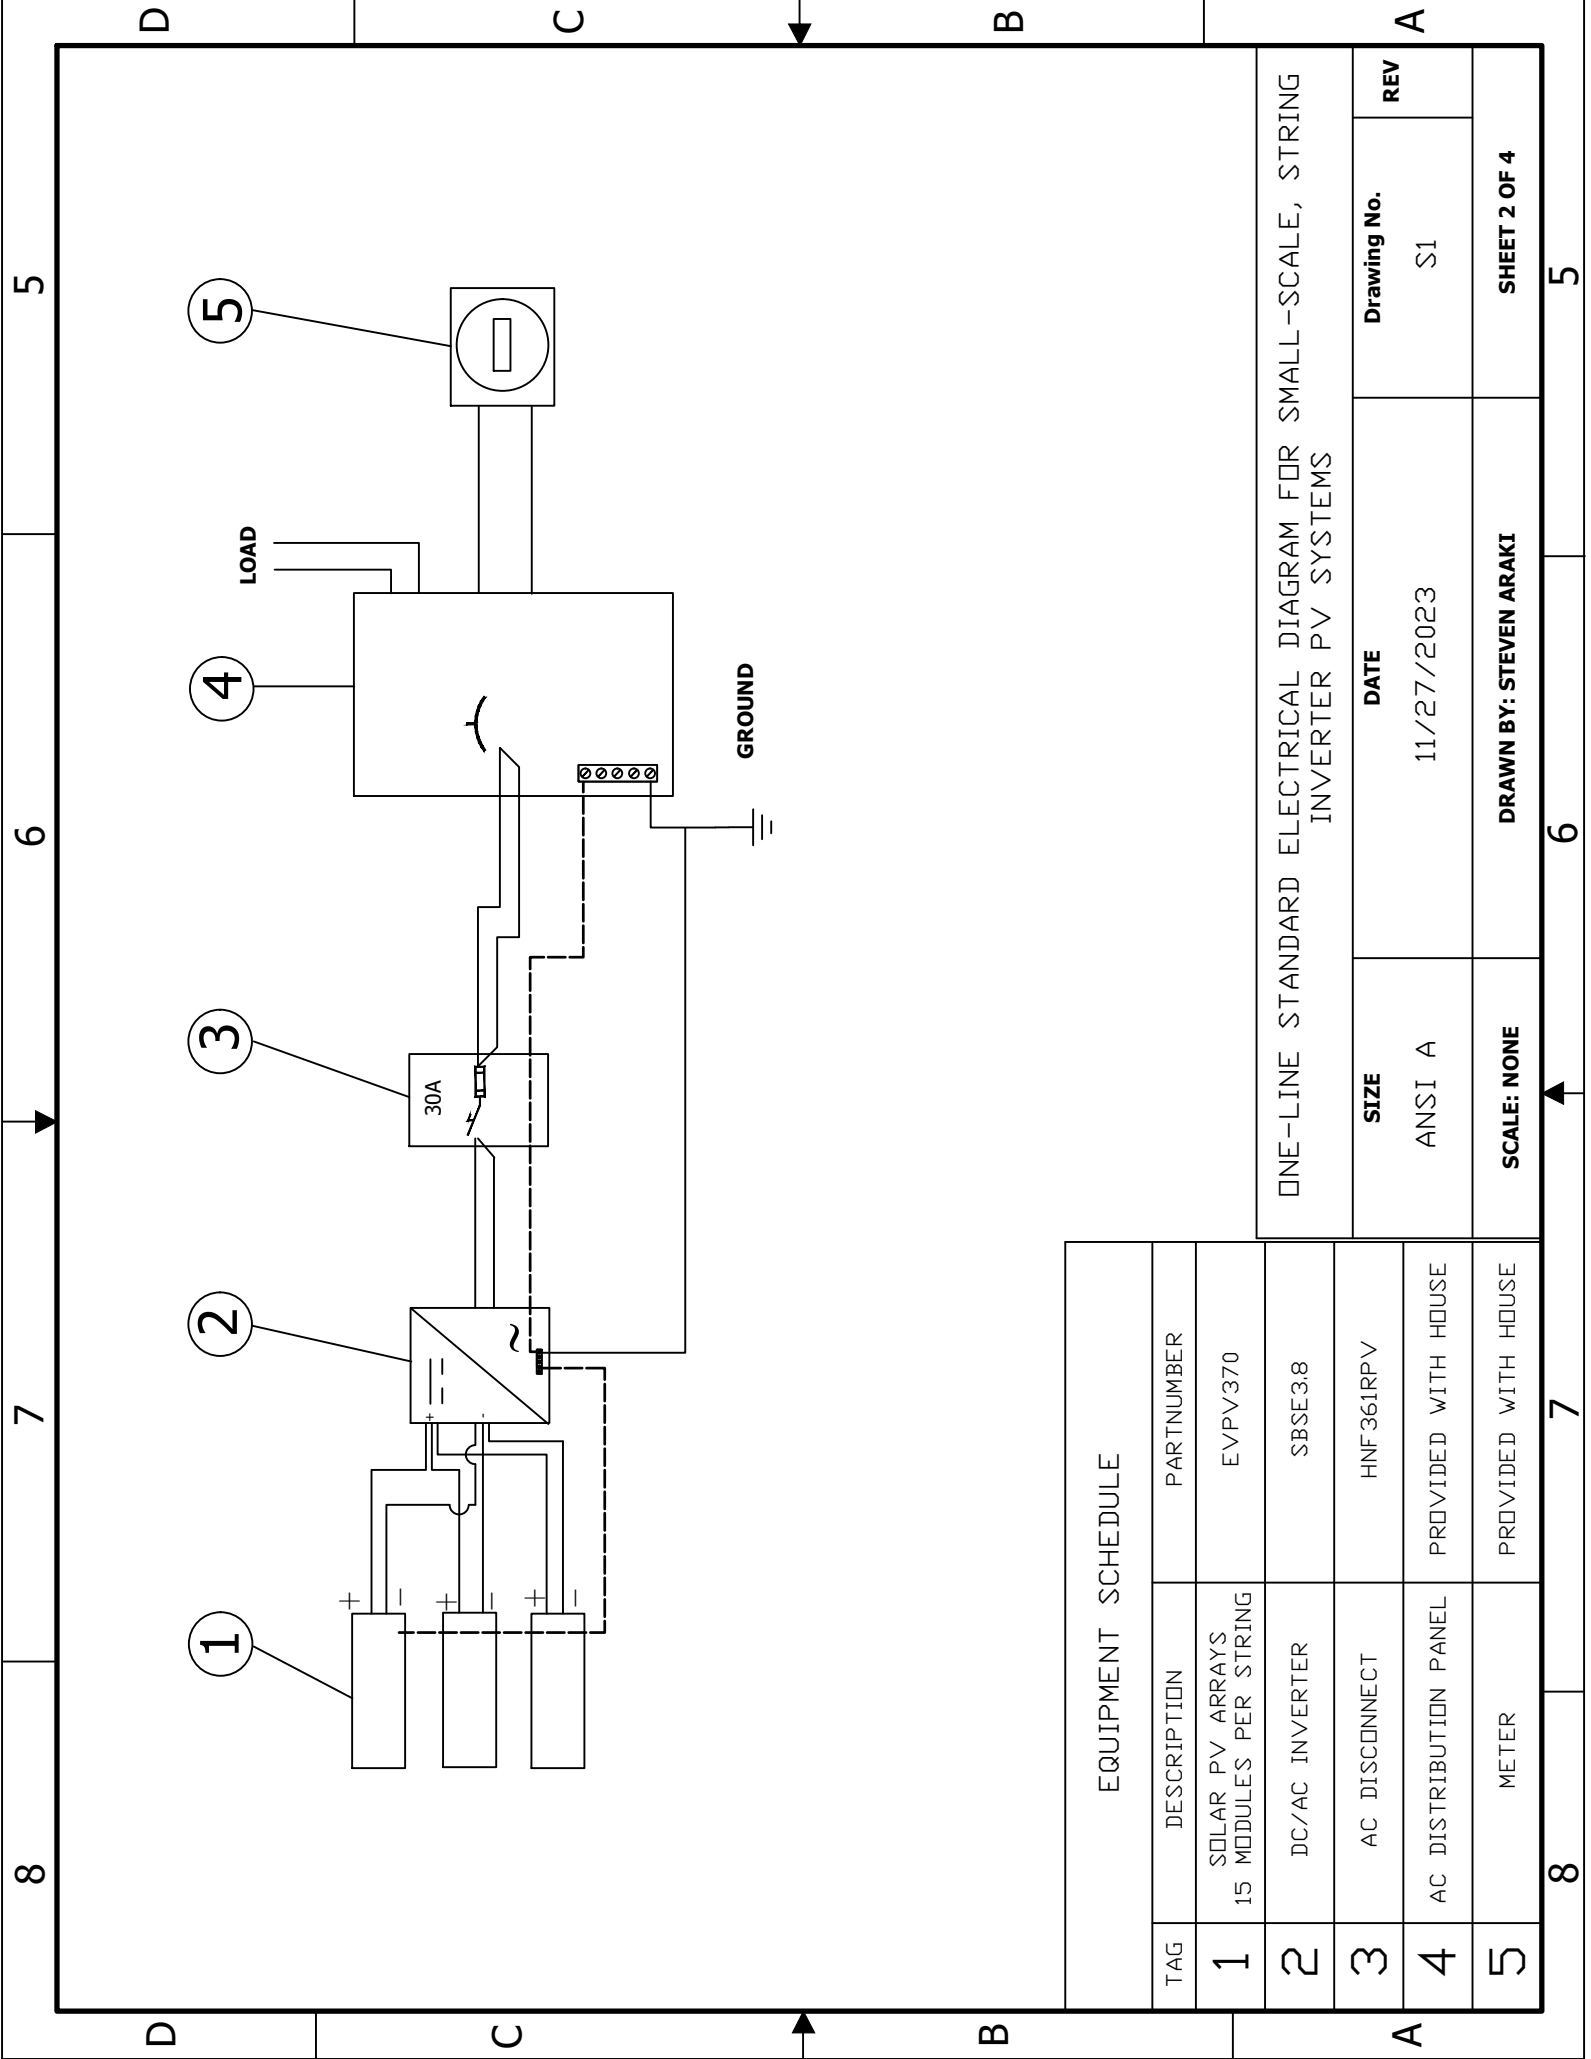 8
7
6
5
D
C
B
A
D
C
B
A
1
2
3
4
5
+
−
+
−
+
−
+
-
~
30A
LOAD
GROUND
EQUIPMENT SCHEDULE
TAG DESCRIPTION PARTNUMBER
1 SOLAR PV ARRAYS
15 MODULES PER STRING EVPV370
2 DC/AC INVERTER SBSE3.8
3 AC DISCONNECT HNF361RPV
4 AC DISTRIBUTION PANEL PROVIDED WITH HOUSE
5 METER PROVIDED WITH HOUSE
ONE-LINE STANDARD ELECTRICAL DIAGRAM FOR SMALL-SCALE, STRING
INVERTER PV SYSTEMS
SIZE DATE Drawing No. REV
ANSI A 11/27/2023 S1
SCALE: NONE DRAWN BY: STEVEN ARAKI SHEET 2 OF 4
8
7
6
5